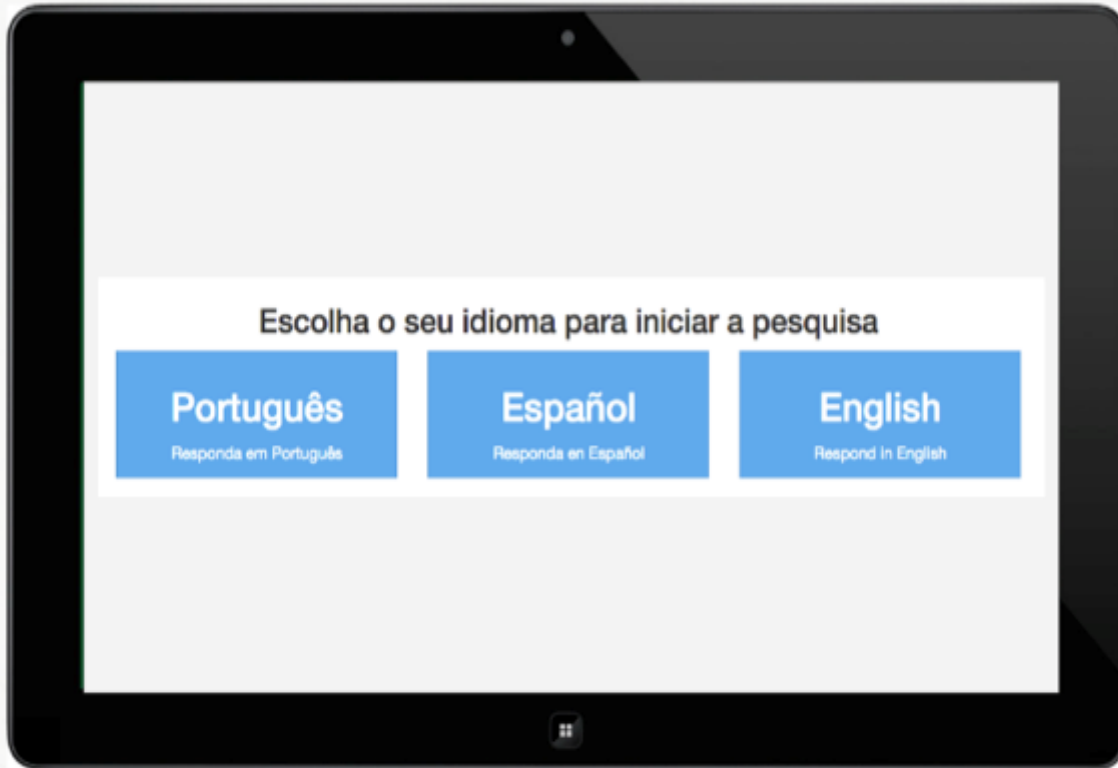 Escolha o seu idioma para iniciar a pesquisa
Português
Responda em Português
Español
Responda en Español
English
Respond in English